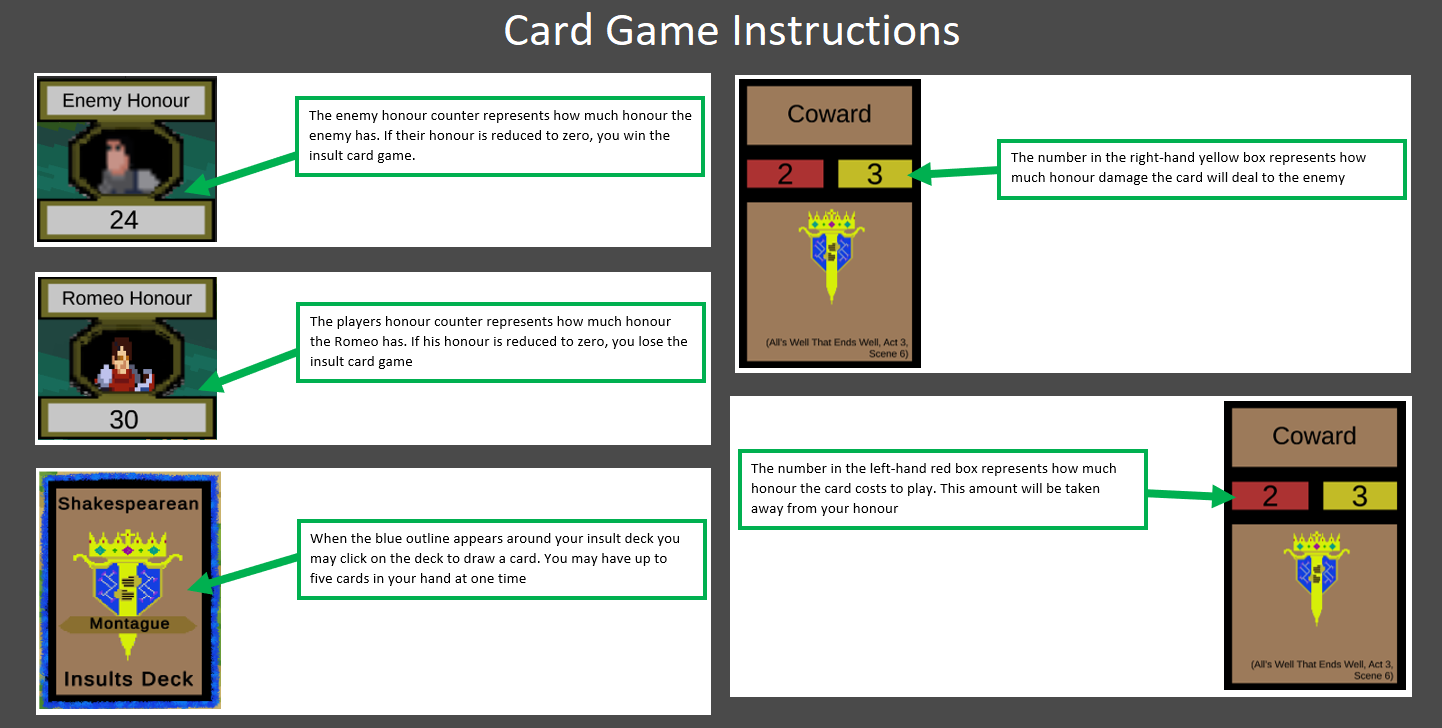 Card Game Instructions
Enemy Honour
24
The enemy honour counter represents how much honour the
enemy has. If their honour is reduced to zero, you win the
insult card game.
Romeo Honour
30
The players honour counter represents how much honour
the Romeo has. If his honour is reduced to zero, you lose the
insult card game
Shakespearean
Montague
Insults Deck
When the blue outline appears around your insult deck you
may click on the deck to draw a card. You may have up to
five cards in your hand at one time
Coward
2 3
(All's Well That Ends Well, Act 3,
Scene 6)
The number in the right-hand yellow box represents how
much honour damage the card will deal to the enemy
The number in the left-hand red box represents how much
honour the card costs to play. This amount will be taken
away from your honour
Coward
2 3
(All's Well That Ends Well, Act 3,
Scene 6)